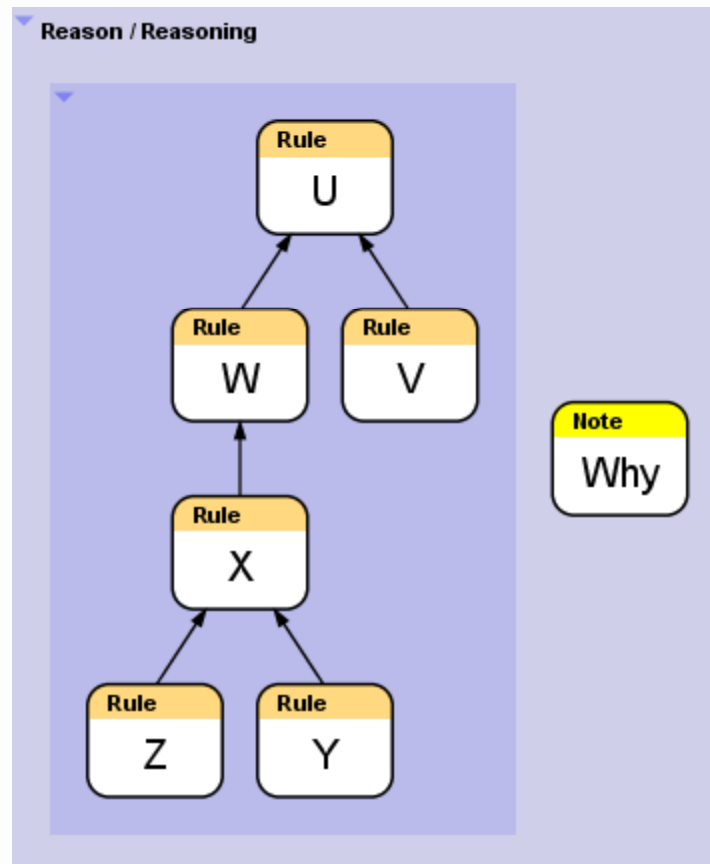 Reason / Reasoning
Rule
U
Rule
W
Rule
V
Note
Why
Rule
X
Rule
Z
Rule
Y